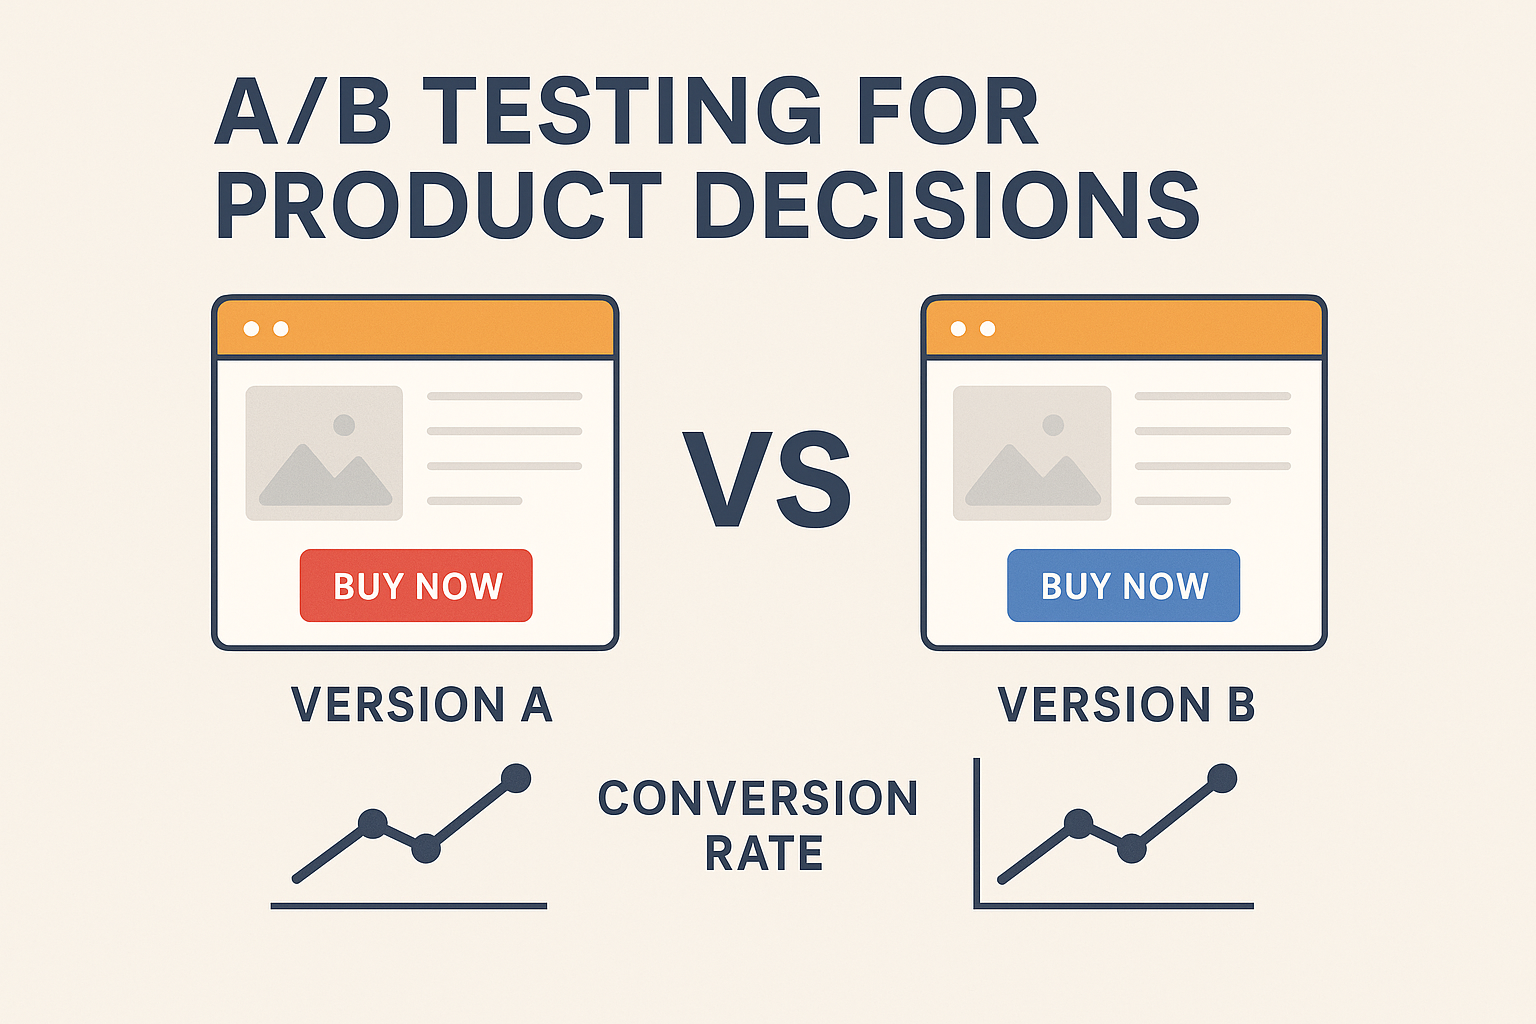 A/B TESTING FOR
PRODUCT DECISIONS
VS
BUY NOW
BUY NOW
VERSION A
VERSION B
CONVERSION
RATE